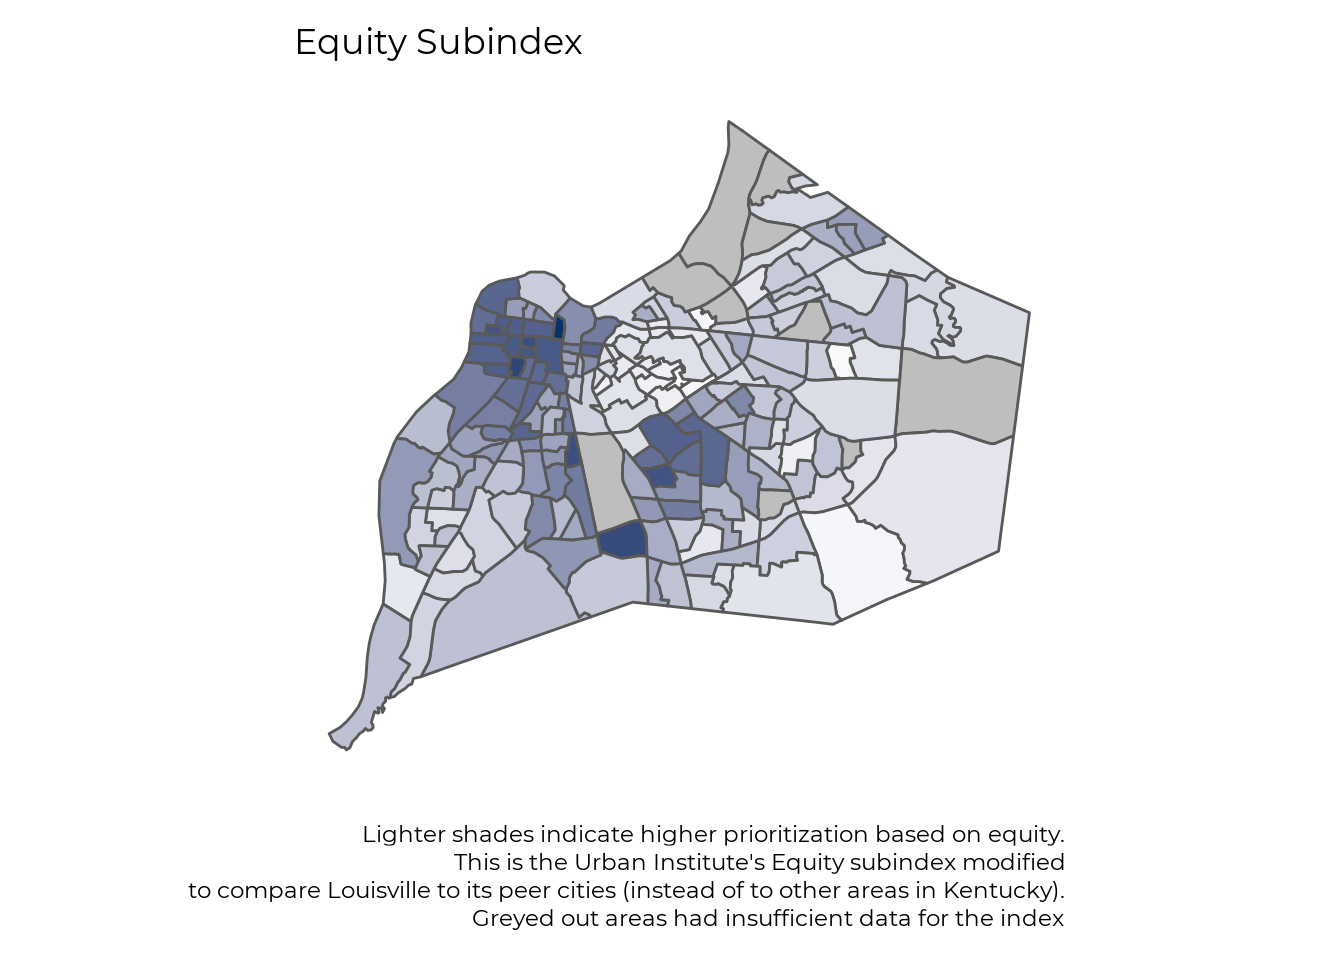 Equity Subindex
Lighter shades indicate higher prioritization based on equity.
This is the Urban Institute's Equity subindex modified
to compare Louisville to its peer cities (instead of to other areas in Kentucky).
Greyed out areas had insufficient data for the index